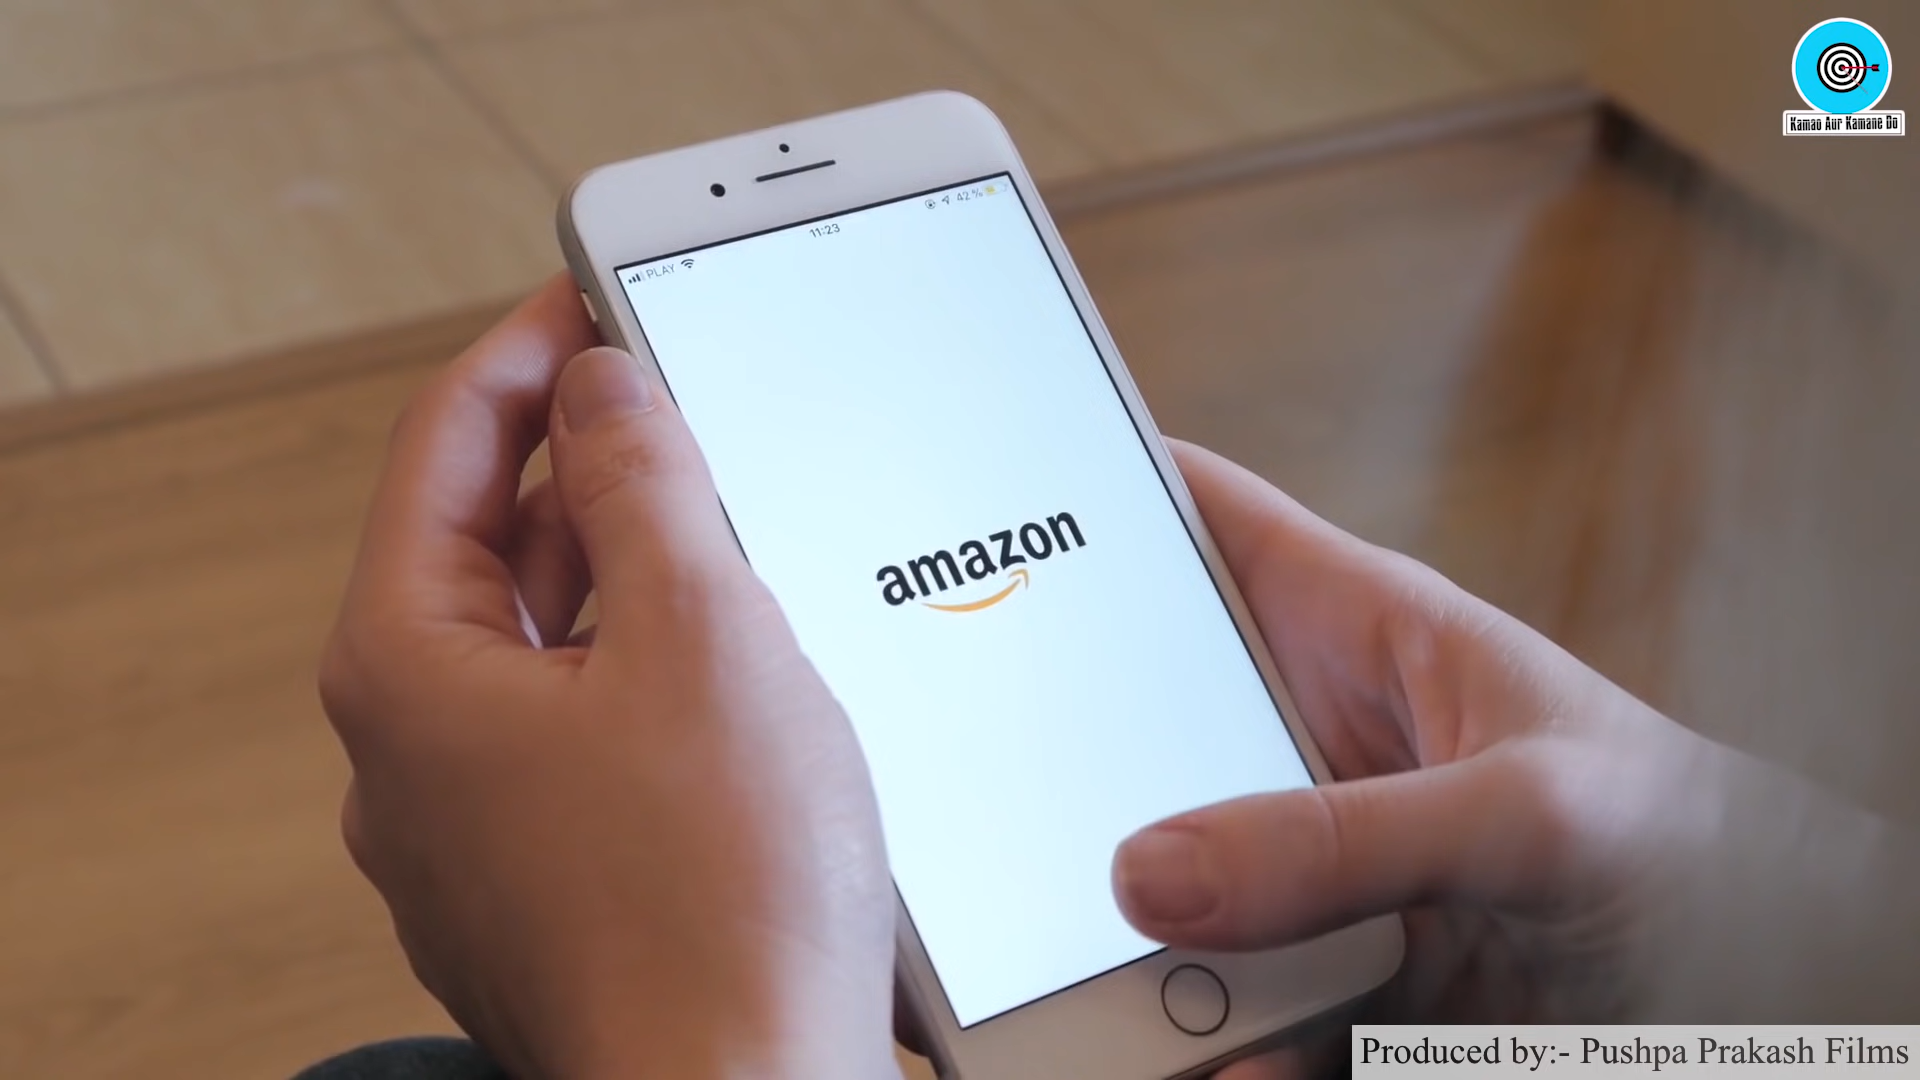 Kamao Aur Kamane Do
PLAY
11:23
42 %
amazon
Produced by:- Pushpa Prakash Films